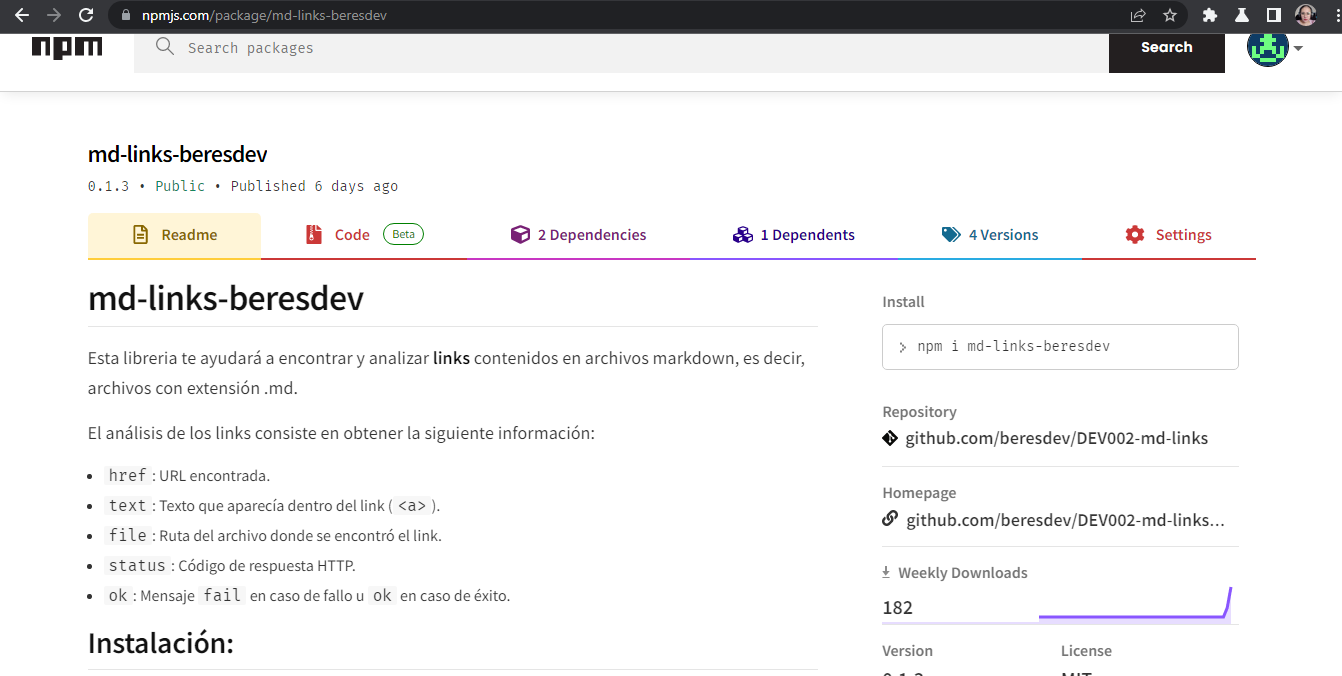 npmjs.com/package/md-links-beresdev
npm
Search packages
Search
md-links-beresdev
0.1.3 • Public • Published 6 days ago
Readme
Code Beta
2 Dependencies
1 Dependents
4 Versions
Settings
md-links-beresdev
Esta libreria te ayudará a encontrar y analizar links contenidos en archivos markdown, es decir,
archivos con extensión .md.
El análisis de los links consiste en obtener la siguiente información:
• href : URL encontrada.
• text : Texto que aparecía dentro del link ( <a> ).
• file : Ruta del archivo donde se encontró el link.
• status : Código de respuesta HTTP.
• ok : Mensaje fail en caso de fallo u ok en caso de éxito.
Instalación:
Install
> npm i md-links-beresdev
Repository
github.com/beresdev/DEV002-md-links
Homepage
github.com/beresdev/DEV002-md-links...
Weekly Downloads
182
Version
License
0.1.3
MIT